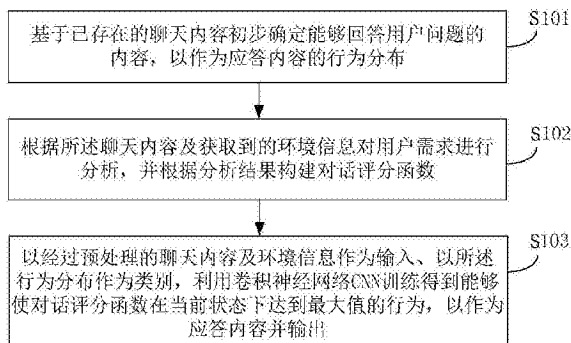 S101
基于已存在的聊天内容初步确定能够回答用户问题的
内容，以作为应答内容的行为分布
S102
根据所述聊天内容及获取到的环境信息对用户需求进行
分析，并根据分析结果构建对话评分函数
S103
以经过预处理的聊天内容及环境信息作为输入、以所述
行为分布作为类别，利用卷积神经网络CNN训练得到能够
使对话评分函数在当前状态下达到最大值的行为，以作为
应答内容并输出